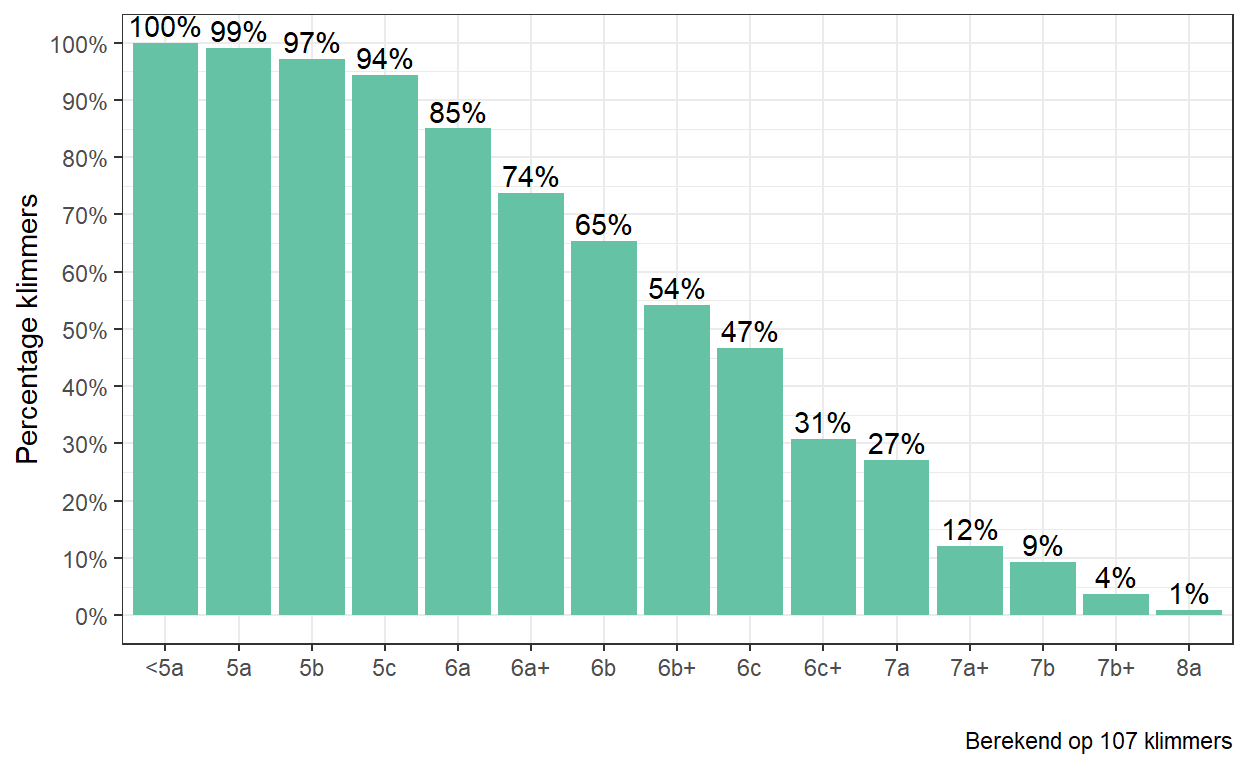 Percentage klimmers
100%
90%
80%
70%
60%
50%
40%
30%
20%
10%
0%
100% 99% 97% 94% 85% 74% 65% 54% 47% 31% 27% 12% 9% 4% 1%
<5a 5a 5b 5c 6a 6a+ 6b 6b+ 6c 6c+ 7a 7a+ 7b 7b+ 8a
Berekend op 107 klimmers